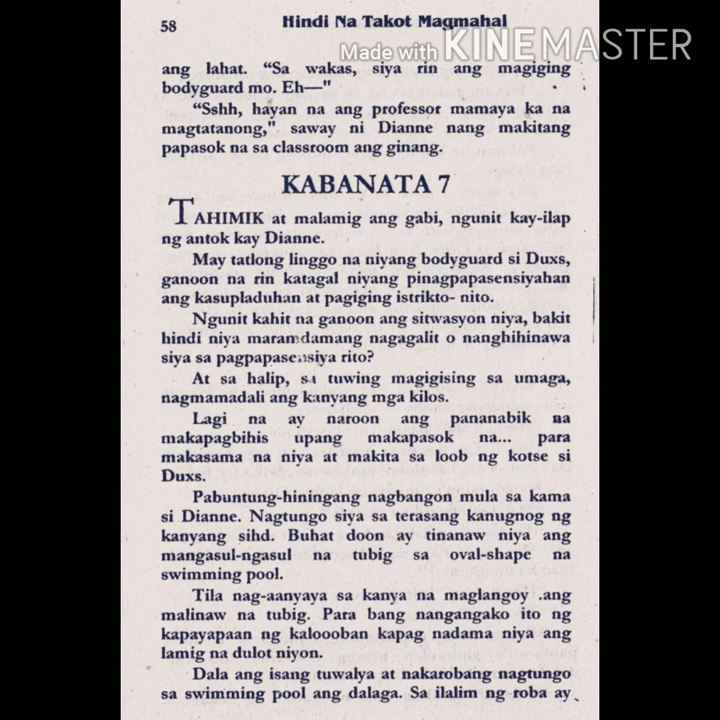 58
Hindi Na Takot Magmahal
Made with KINEMASTER
ang lahat. “Sa wakas, siya rin ang magiging
bodyguard mo. Eh—"
“Sshh, hayan na ang professor mamaya ka na
magtatanong," saway ni Dianne nang makitang
papasok na sa classroom ang ginang.
KABANATA 7
TAHIMIK at malamig ang gabi, ngunit kay-ilap
ng antok kay Dianne.
May tatlong linggo na niyang bodyguard si Duxs,
ganoon na rin katagal niyang pinagpapasensiyahan
ang kasupladuhan at pagiging istrikto- nito.
Ngunit kahit na ganoon ang sitwasyon niya, bakit
hindi niya maramdamang nagagalit o nanghihinawa
siya sa pagpapasensiya rito?
At sa halip, sa tuwing magigising sa umaga,
nagmamadali ang kanyang mga kilos.
Lagi na ay naroon ang pananabik na
makapagbihis upang makapasok na... para
makasama na niya at makita sa loob ng kotse si
Duxs.
Pabuntung-hiningang nagbangon mula sa kama
si Dianne. Nagtungo siya sa terasang kanugnog ng
kanyang sihd. Buhat doon ay tinanaw niya ang
mangasul-ngasul na tubig sa oval-shape na
swimming pool.
Tila nag-aanyaya sa kanya na maglangoy .ang
malinaw na tubig. Para bang nangangako ito ng
kapayapaan ng kaloooban kapag nadama niya ang
lamig na dulot niyon.
Dala ang isang tuwalya at nakarobang nagtungo
sa swimming pool ang dalaga. Sa ilalim ng roba ay